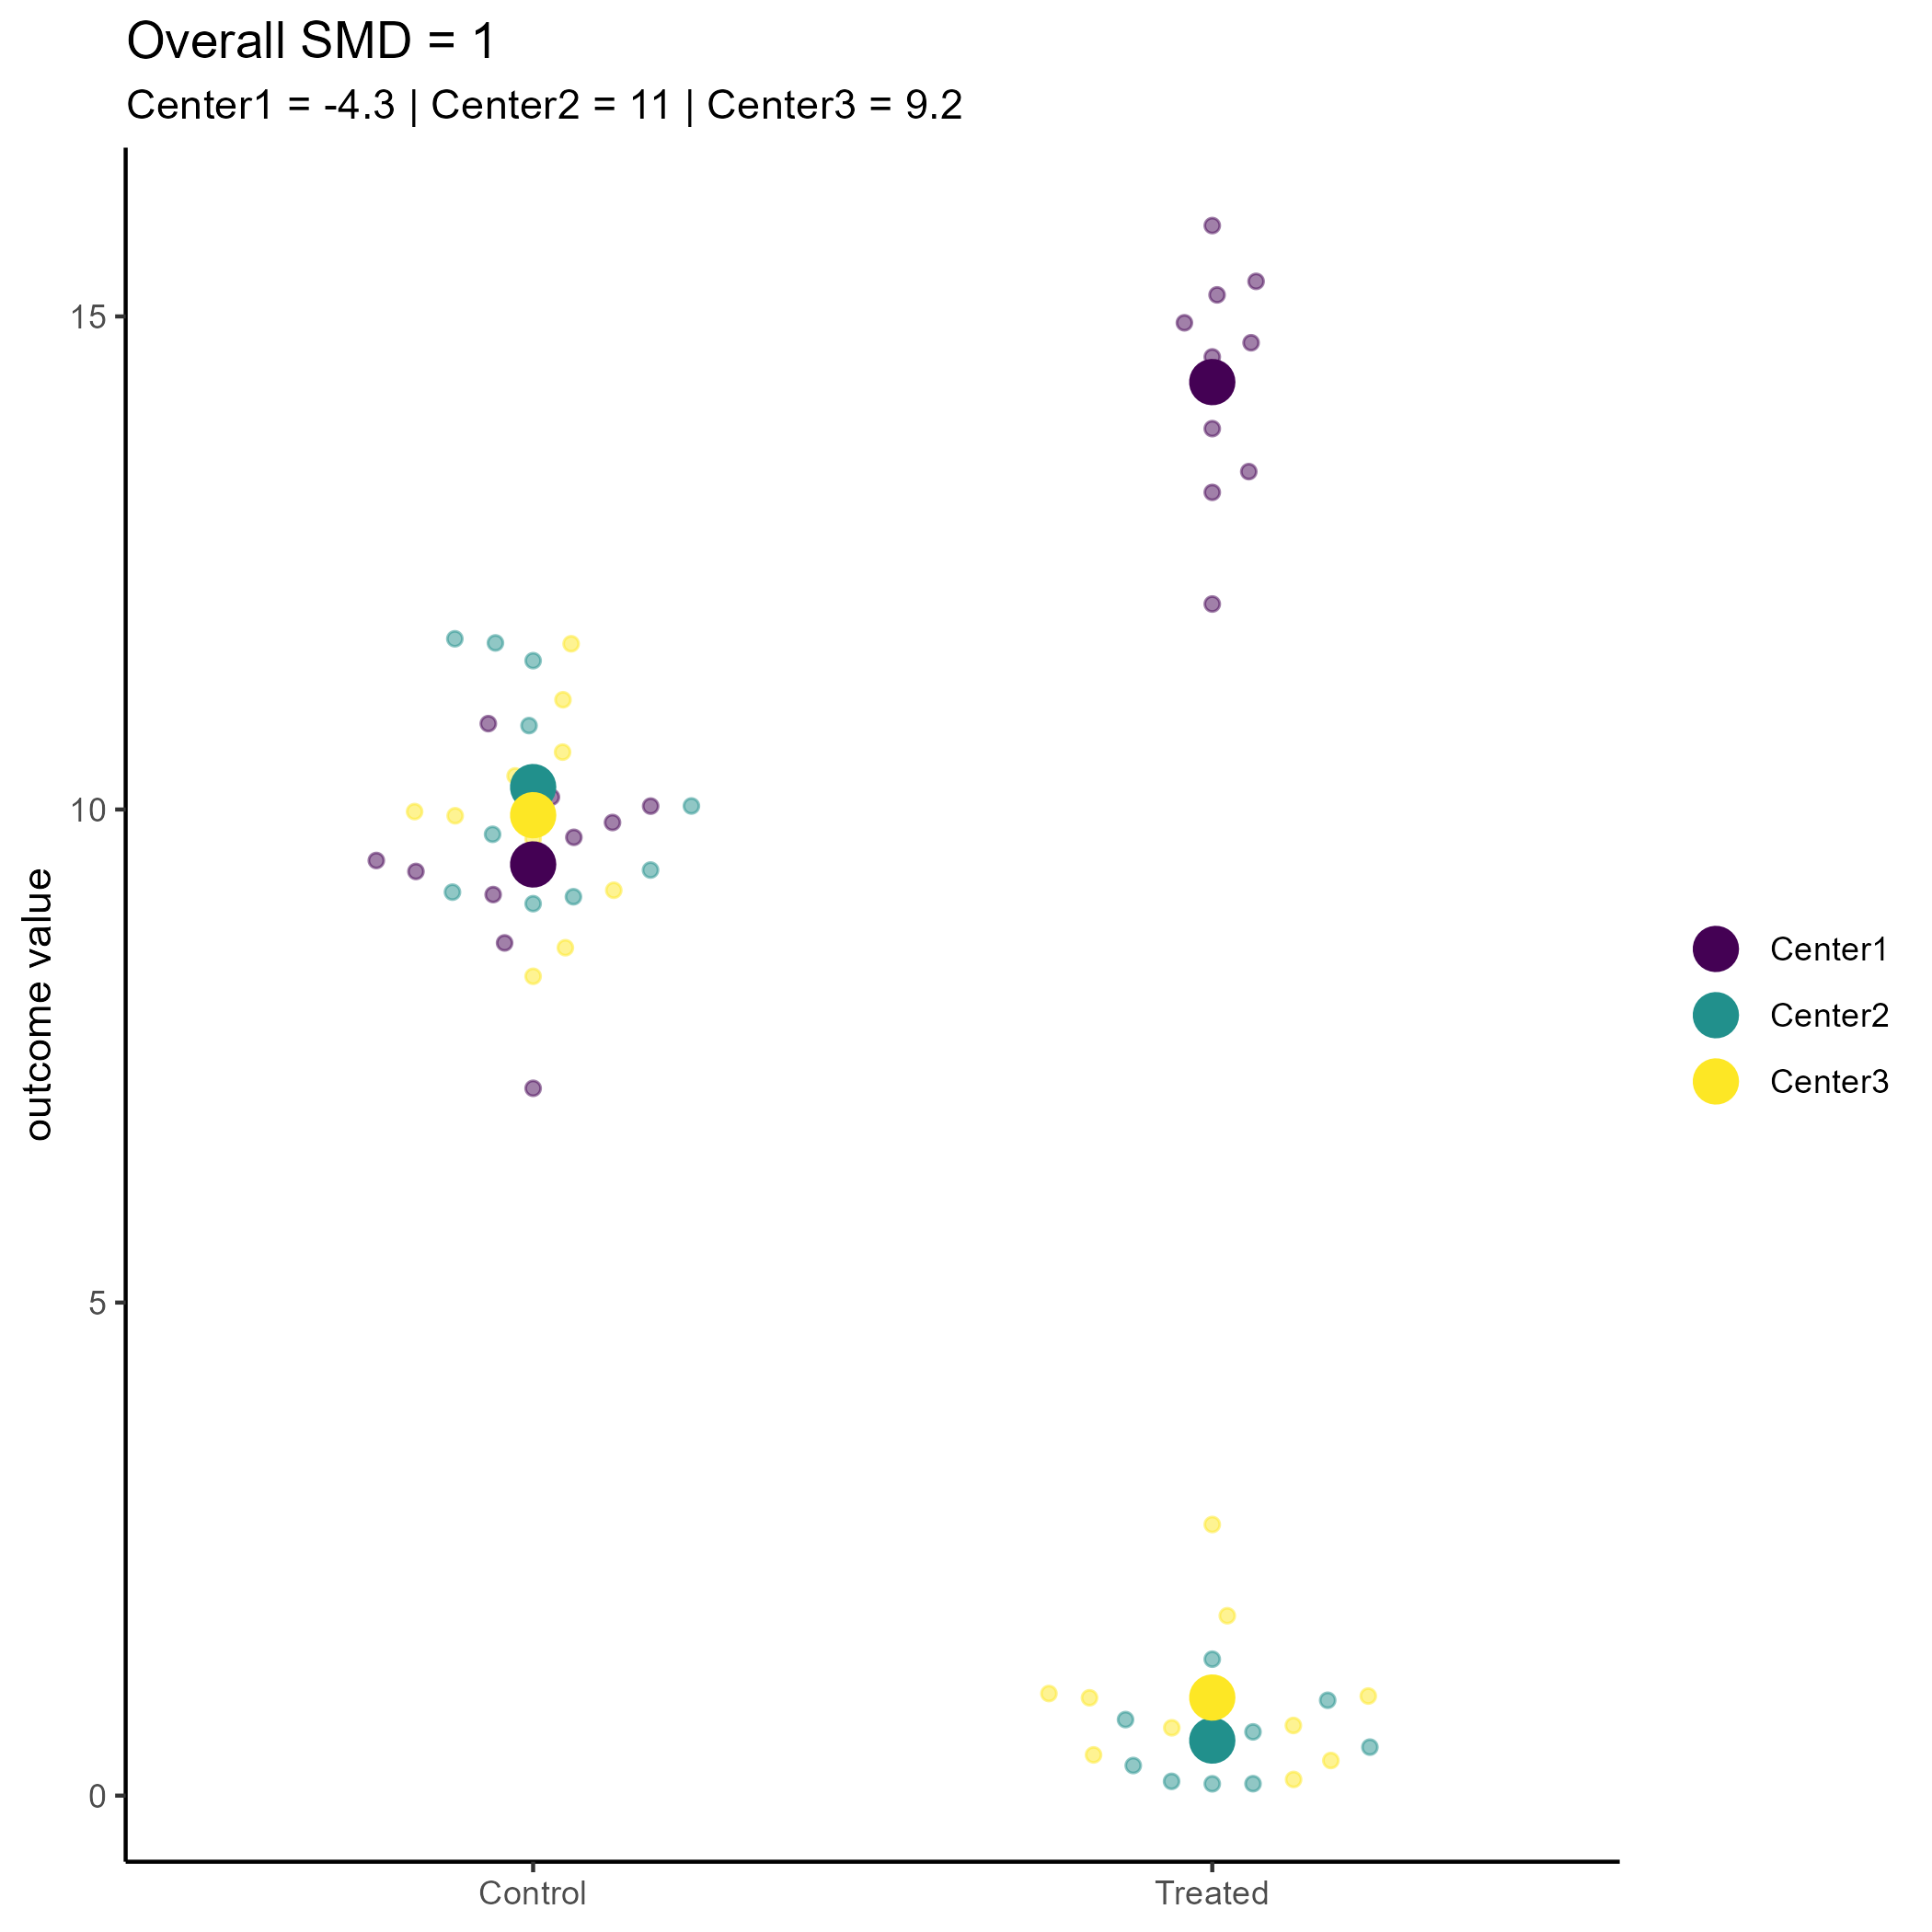 Overall SMD = 1
Center1 = -4.3 | Center2 = 11 | Center3 = 9.2
15
10
5
0
outcome value
Control
Treated
Center1
Center2
Center3